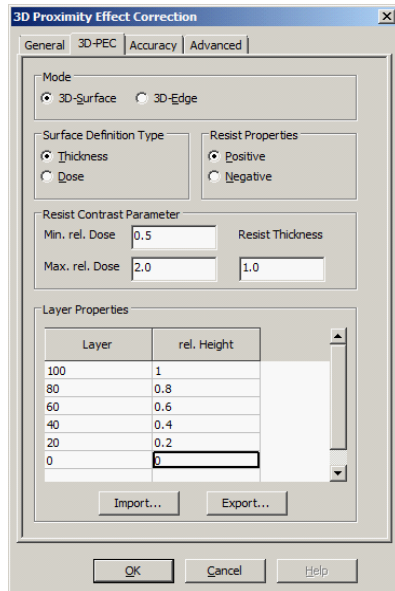 3D Proximity Effect Correction
General 3D-PEC Accuracy Advanced
Mode
3D-Surface 3D-Edge
Surface Definition Type Resist Properties
Thickness Positive
Dose Negative
Resist Contrast Parameter
Min. rel. Dose 0.5 Resist Thickness
Max. rel. Dose 2.0 1.0
Layer Properties
Layer rel. Height
100 1
80 0.8
60 0.6
40 0.4
20 0.2
0 0
Import... Export...
OK Cancel Help